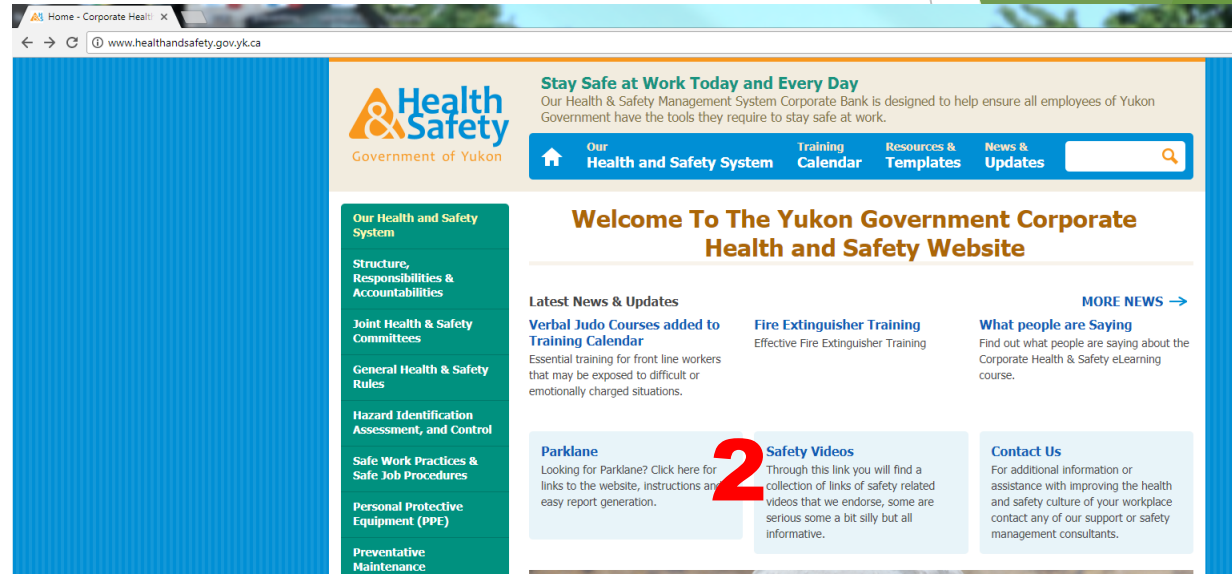 Home - Corporate Healt
www.healthandsafety.gov.yk.ca
Health
& Safety
Government of Yukon
Stay Safe at Work Today and Every Day
Our Health & Safety Management System Corporate Bank is designed to help ensure all employees of Yukon
Government have the tools they require to stay safe at work.
Our
Health and Safety System
Training
Calendar
Resources &
Templates
News &
Updates
Our Health and Safety
System
Structure,
Responsibilities &
Accountabilities
Joint Health & Safety
Committees
General Health & Safety
Rules
Hazard Identification
Assessment, and Control
Safe Work Practices &
Safe Job Procedures
Personal Protective
Equipment (PPE)
Preventative
Maintenance
Welcome To The Yukon Government Corporate
Health and Safety Website
Latest News & Updates
MORE NEWS →
Verbal Judo Courses added to
Training Calendar
Essential training for front line workers
that may be exposed to difficult or
emotionally charged situations.
Fire Extinguisher Training
Effective Fire Extinguisher Training
What people are Saying
Find out what people are saying about the
Corporate Health & Safety eLearning
course.
Parklane
Looking for Parklane? Click here for
links to the website, instructions and
easy report generation.
2
Safety Videos
Through this link you will find a
collection of links of safety related
videos that we endorse, some are
serious some a bit silly but all
informative.
Contact Us
For additional information or
assistance with improving the health
and safety culture of your workplace
contact any of our support or safety
management consultants.